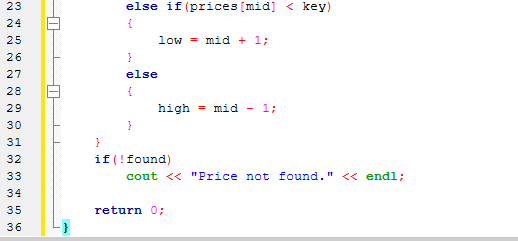 23 else if(prices[mid] < key)
24 {
25 low = mid + 1;
26 }
27 else
28 {
29 high = mid - 1;
30 }
31 }
32 if(!found)
33 cout << "Price not found." << endl;
34
35 return 0;
36 }